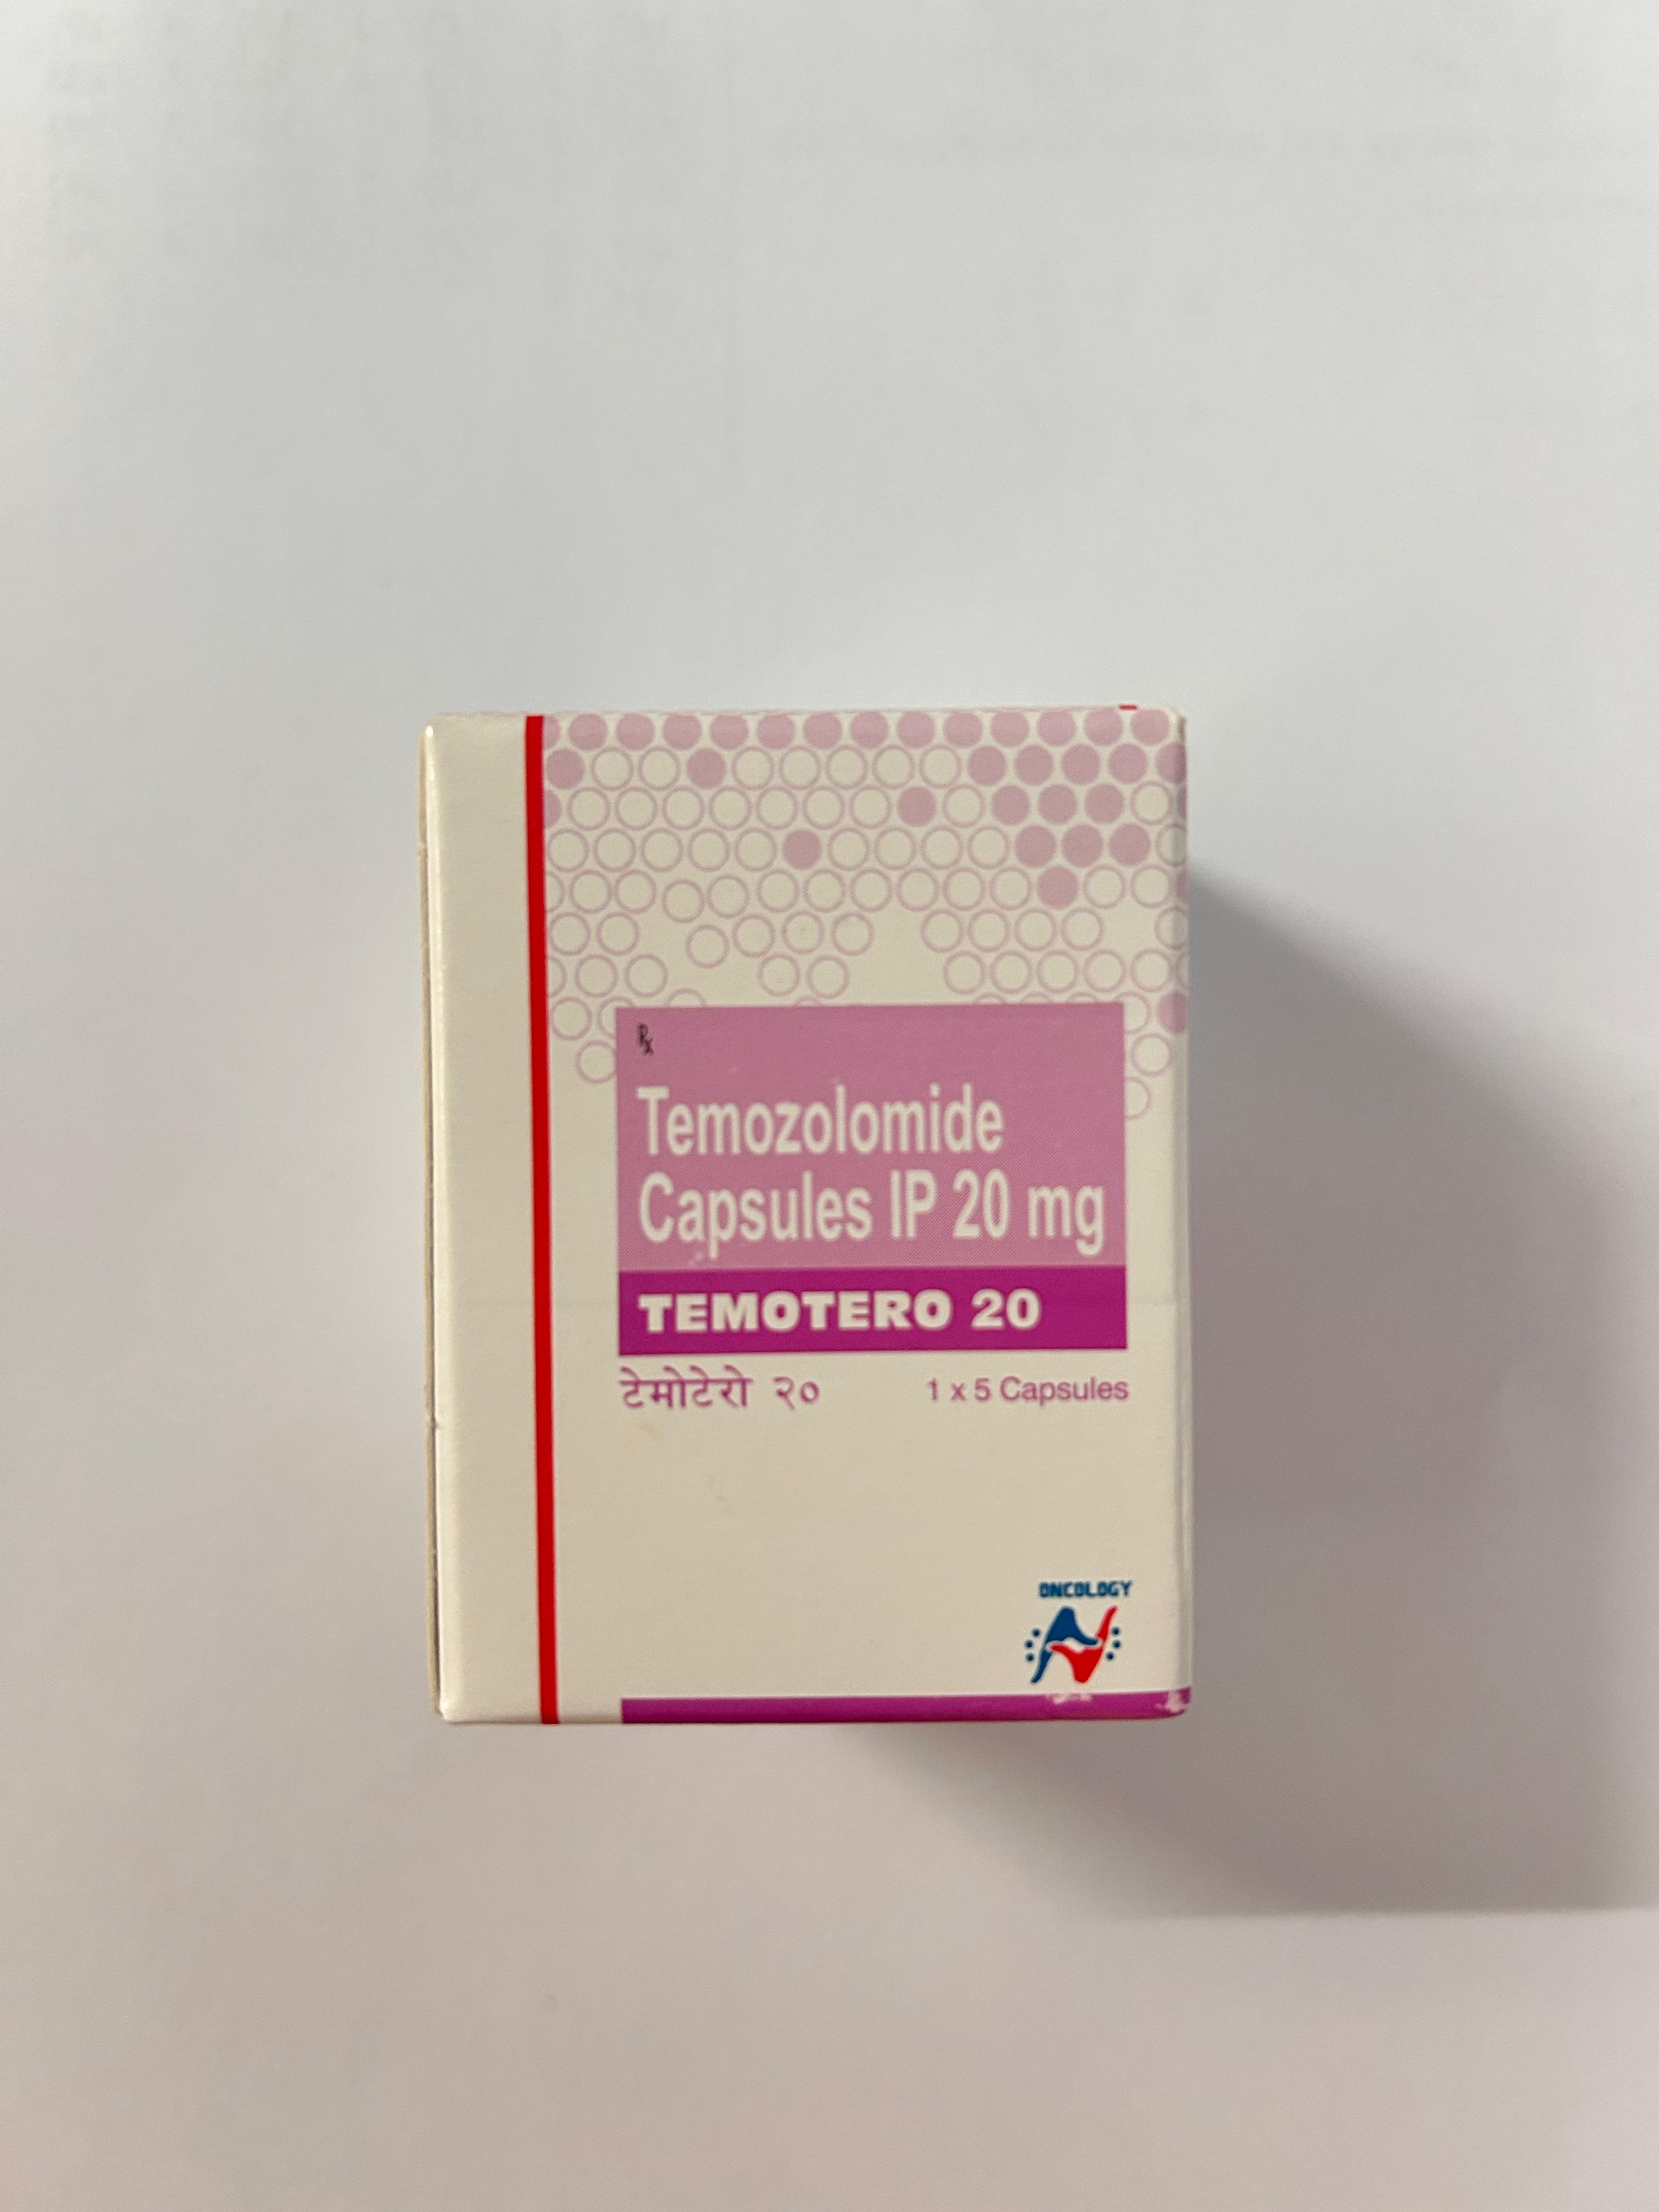 ℞
Temozolomide
Capsules IP 20 mg
TEMOTERO 20
टेमोटेरो २०
1 x 5 Capsules
ONCOLOGY